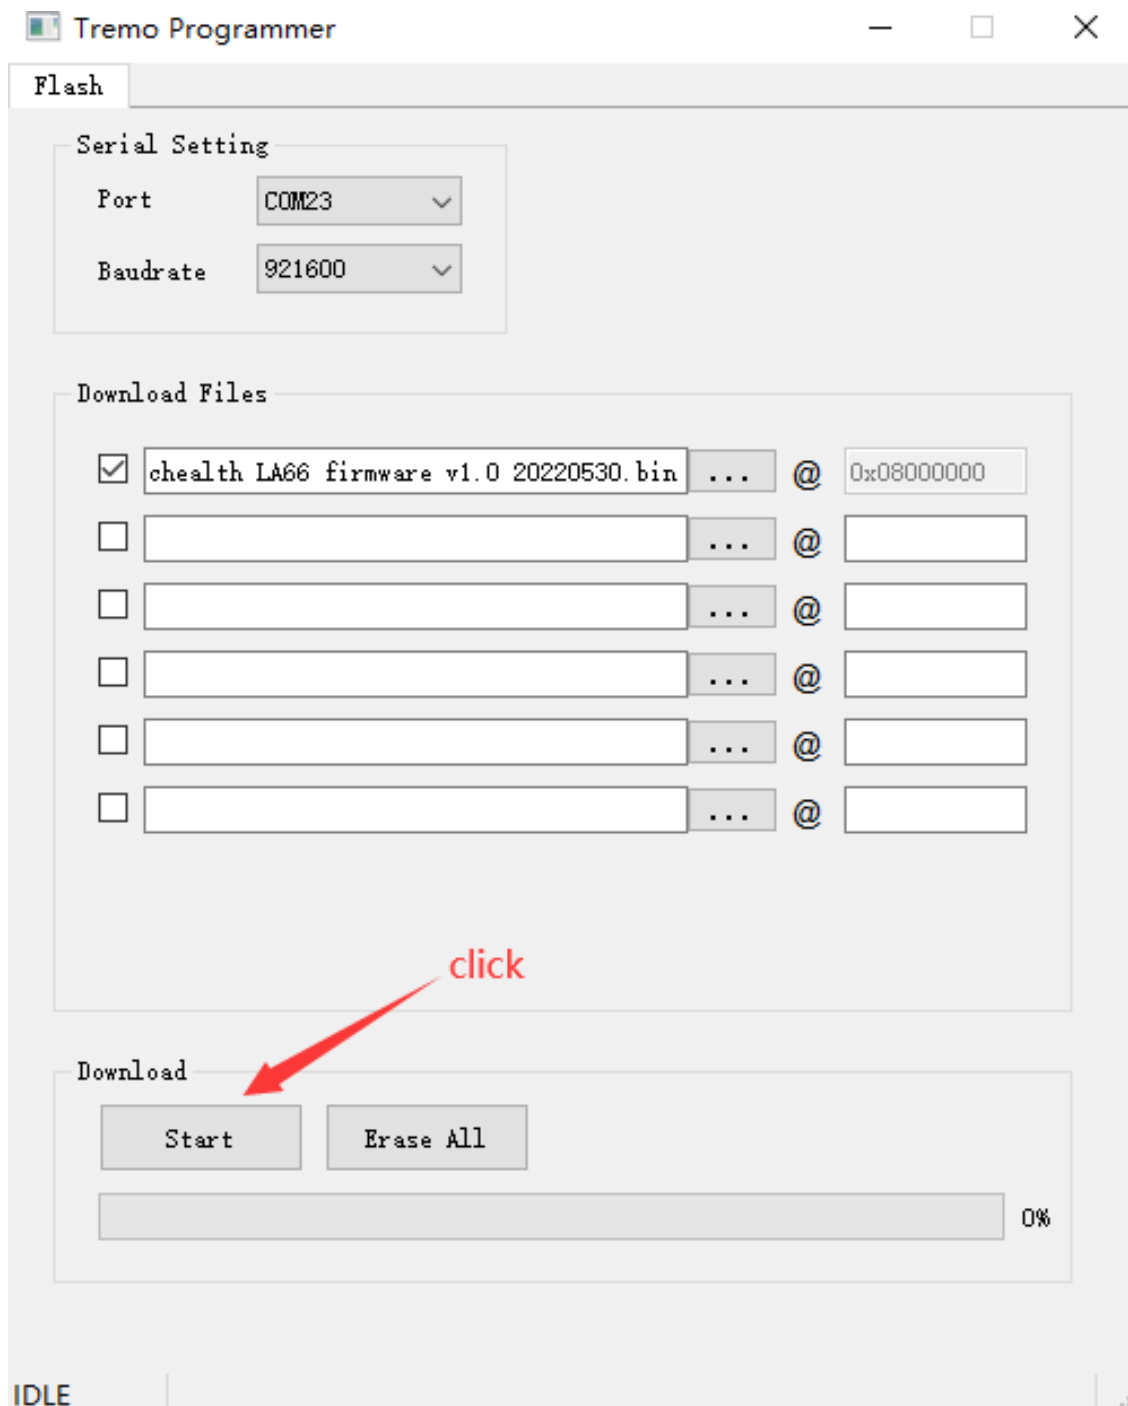 Tremo Programmer
Flash
Serial Setting
Port COM23
Baudrate 921600
Download Files
chealth LA66 firmware v1.0 20220530.bin ... @ 0x08000000
... @
... @
... @
... @
... @
click
Download
Start Erase All
0%
IDLE